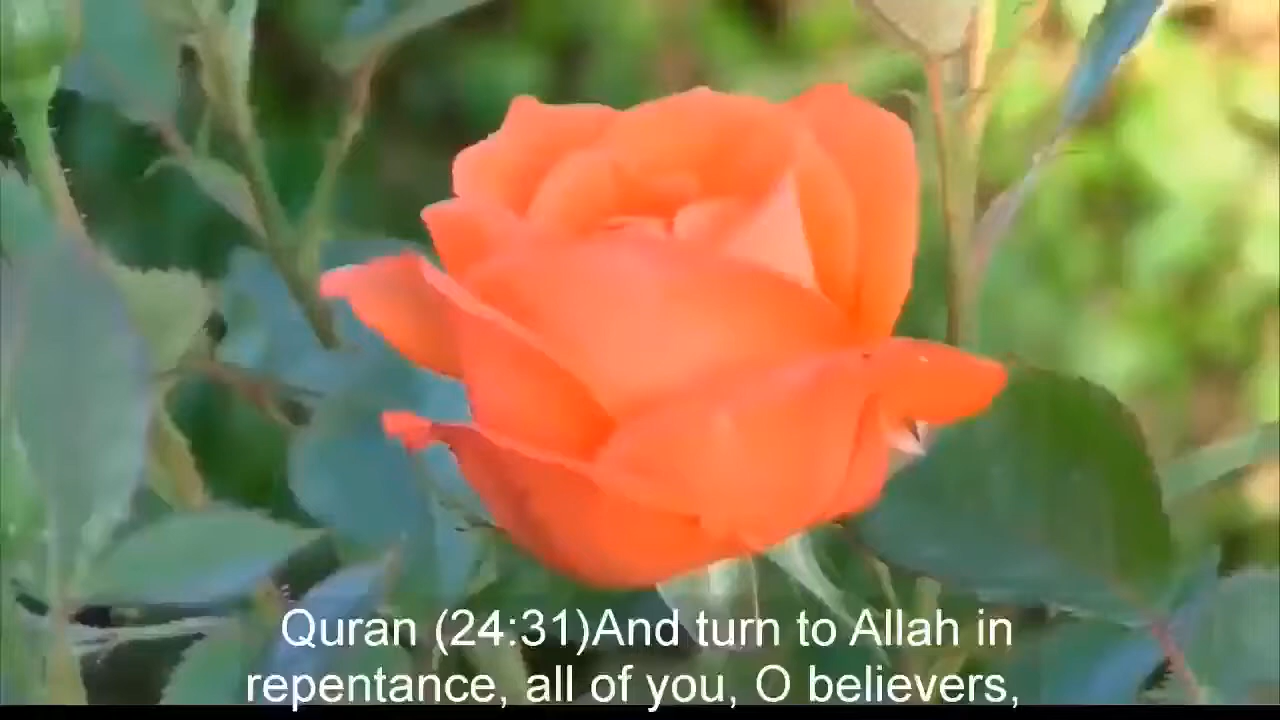 Quran (24:31)And turn to Allah in
repentance, all of you, O believers,